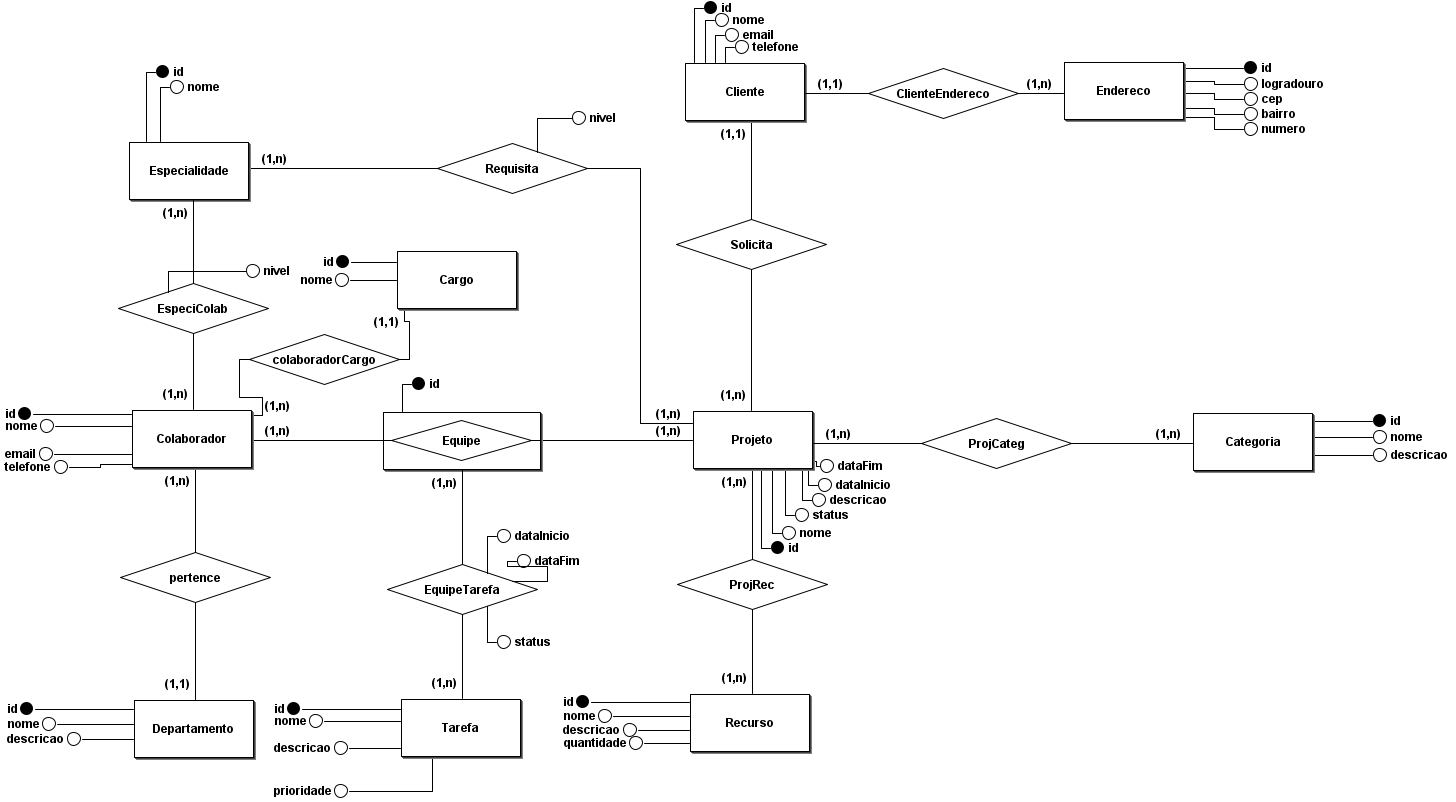 id
nome
email
telefone
Cliente
(1,1)
ClienteEndereco
(1,n)
Endereco
id
logradouro
cep
bairro
numero
id
nome
Especialidade
(1,n)
Requisita
nivel
(1,1)
(1,n)
Solicita
nivel
EspeciColab
id
nome
Cargo
(1,1)
colaboradorCargo
(1,n)
(1,n)
id
nome
email
telefone
Colaborador
(1,n)
id
Equipe
(1,n)
(1,n)
(1,n)
Projeto
(1,n)
ProjCateg
(1,n)
Categoria
id
nome
descricao
dataFim
dataInicio
descricao
status
nome
id
(1,n)
(1,n)
(1,n)
pertence
dataInicio
dataFim
EquipeTarefa
status
ProjRec
(1,1)
(1,n)
(1,n)
id
nome
descricao
Departamento
id
nome
descricao
prioridade
Tarefa
id
nome
descricao
quantidade
Recurso